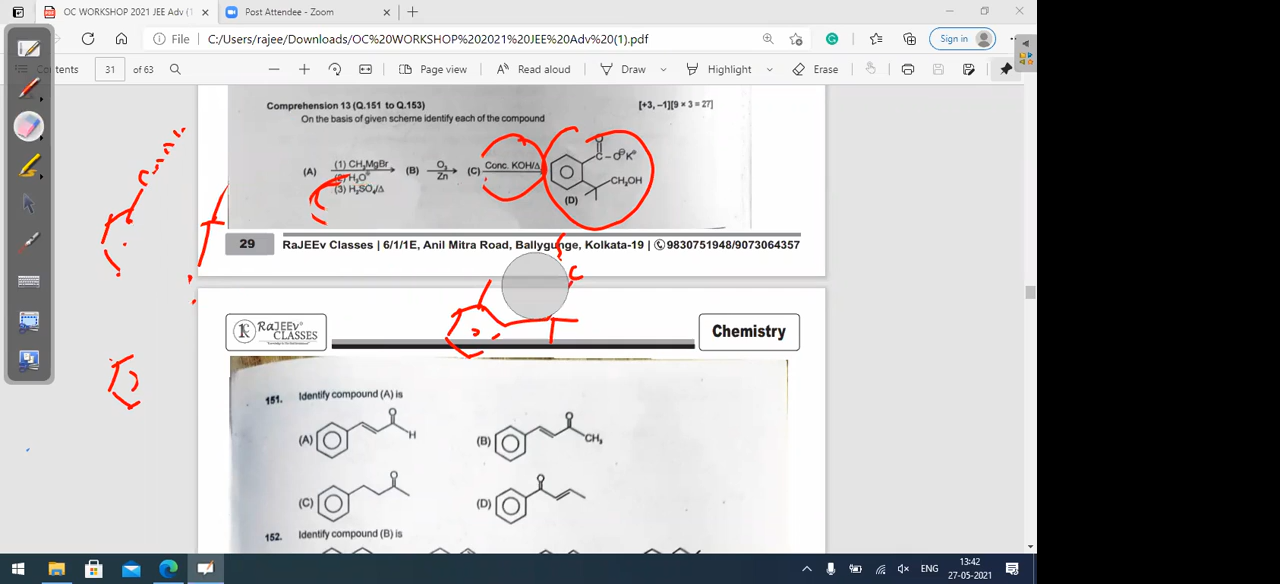 OC WORKSHOP 2021 JEE Adv (1
Post Attendee - Zoom
File
C:/Users/rajee/Downloads/OC%20WORKSHOP%202021%20JEE%20Adv%20(1).pdf
Sign in
Contents
31
of 63
Page view
Read aloud
Draw
Highlight
Erase
Comprehension 13 (Q.151 to Q.153)
[+3, –1][9 × 3 = 27]
On the basis of given scheme identify each of the compound
(A)
(1) CH₃MgBr
(2) H₃O⊕
(3) H₂SO₄/Δ
(B)
O₃
Zn
(C)
Conc. KOH/Δ
O
C–O⊖K⊕
CH₂OH
(D)
29
RaJEEv Classes | 6/1/1E, Anil Mitra Road, Ballygunge, Kolkata-19 | 9830751948/9073064357
C
RaJEEv
CLASSES
Chemistry
151. Identify compound (A) is
(A)
O
H
(B)
O
CH₃
(C)
O
(D)
O
152. Identify compound (B) is
ENG
13:42
27-05-2021